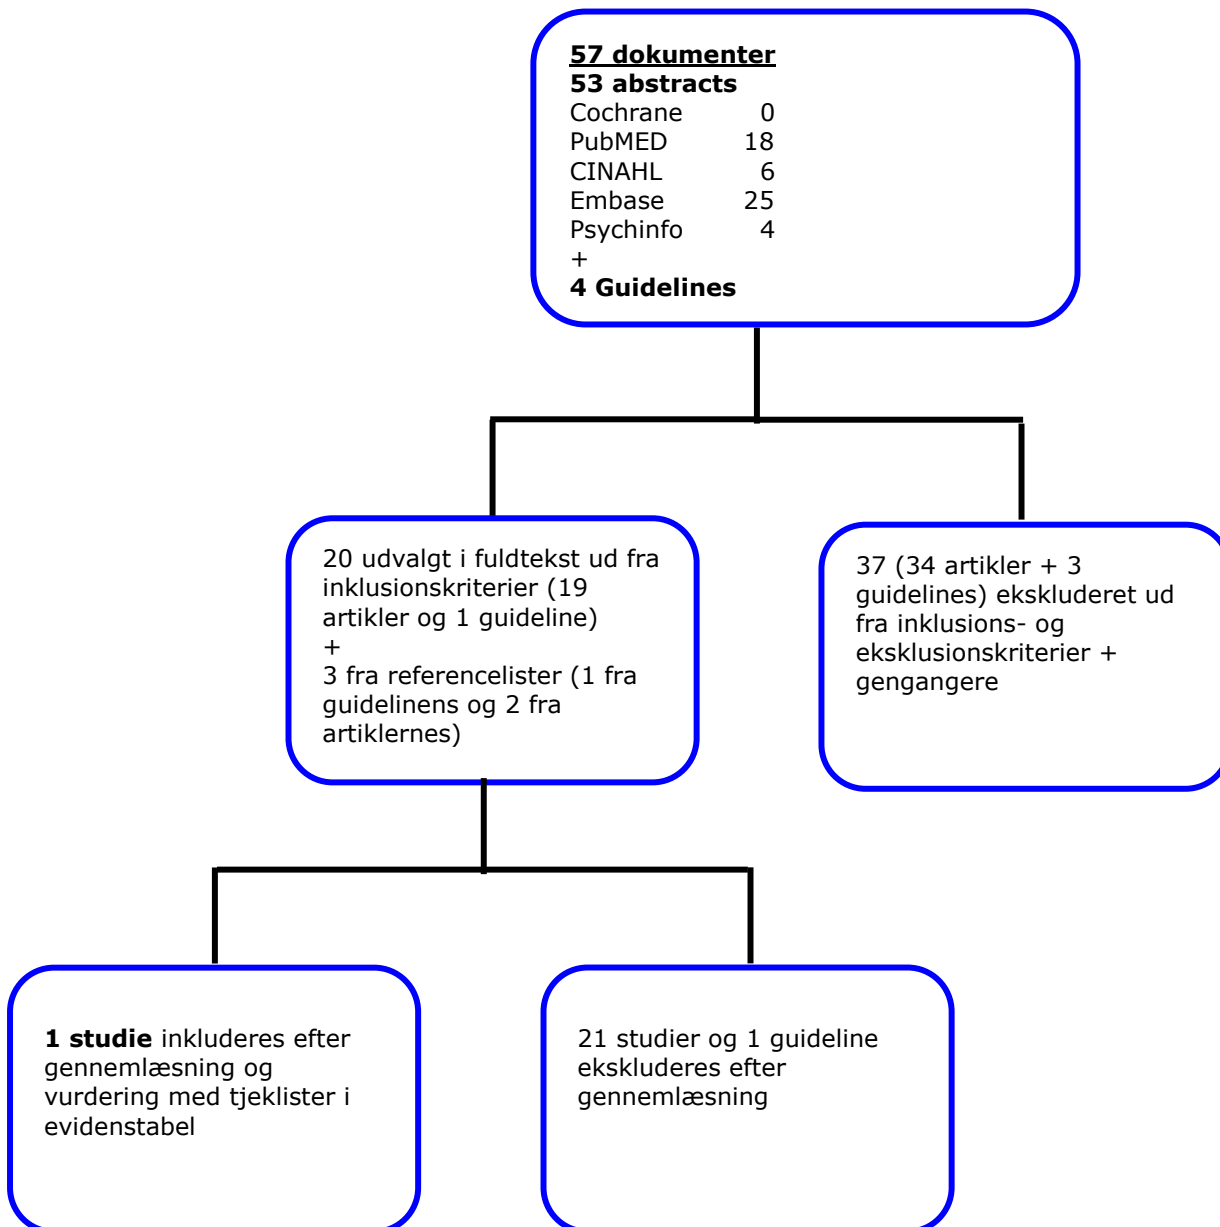 57 dokumenter
53 abstracts
Cochrane 0
PubMED 18
CINAHL 6
Embase 25
Psychinfo 4
+
4 Guidelines
20 udvalgt i fuldtekst ud fra
inklusionskriterier (19
artikler og 1 guideline)
+
3 fra referencelister (1 fra
guidelinens og 2 fra
artiklernes)
37 (34 artikler + 3
guidelines) ekskluderet ud
fra inklusions- og
eksklusionskriterier +
gengangere
1 studie inkluderes efter
gennemlæsning og
vurdering med tjeklister i
evidenstabel
21 studier og 1 guideline
ekskluderes efter
gennemlæsning